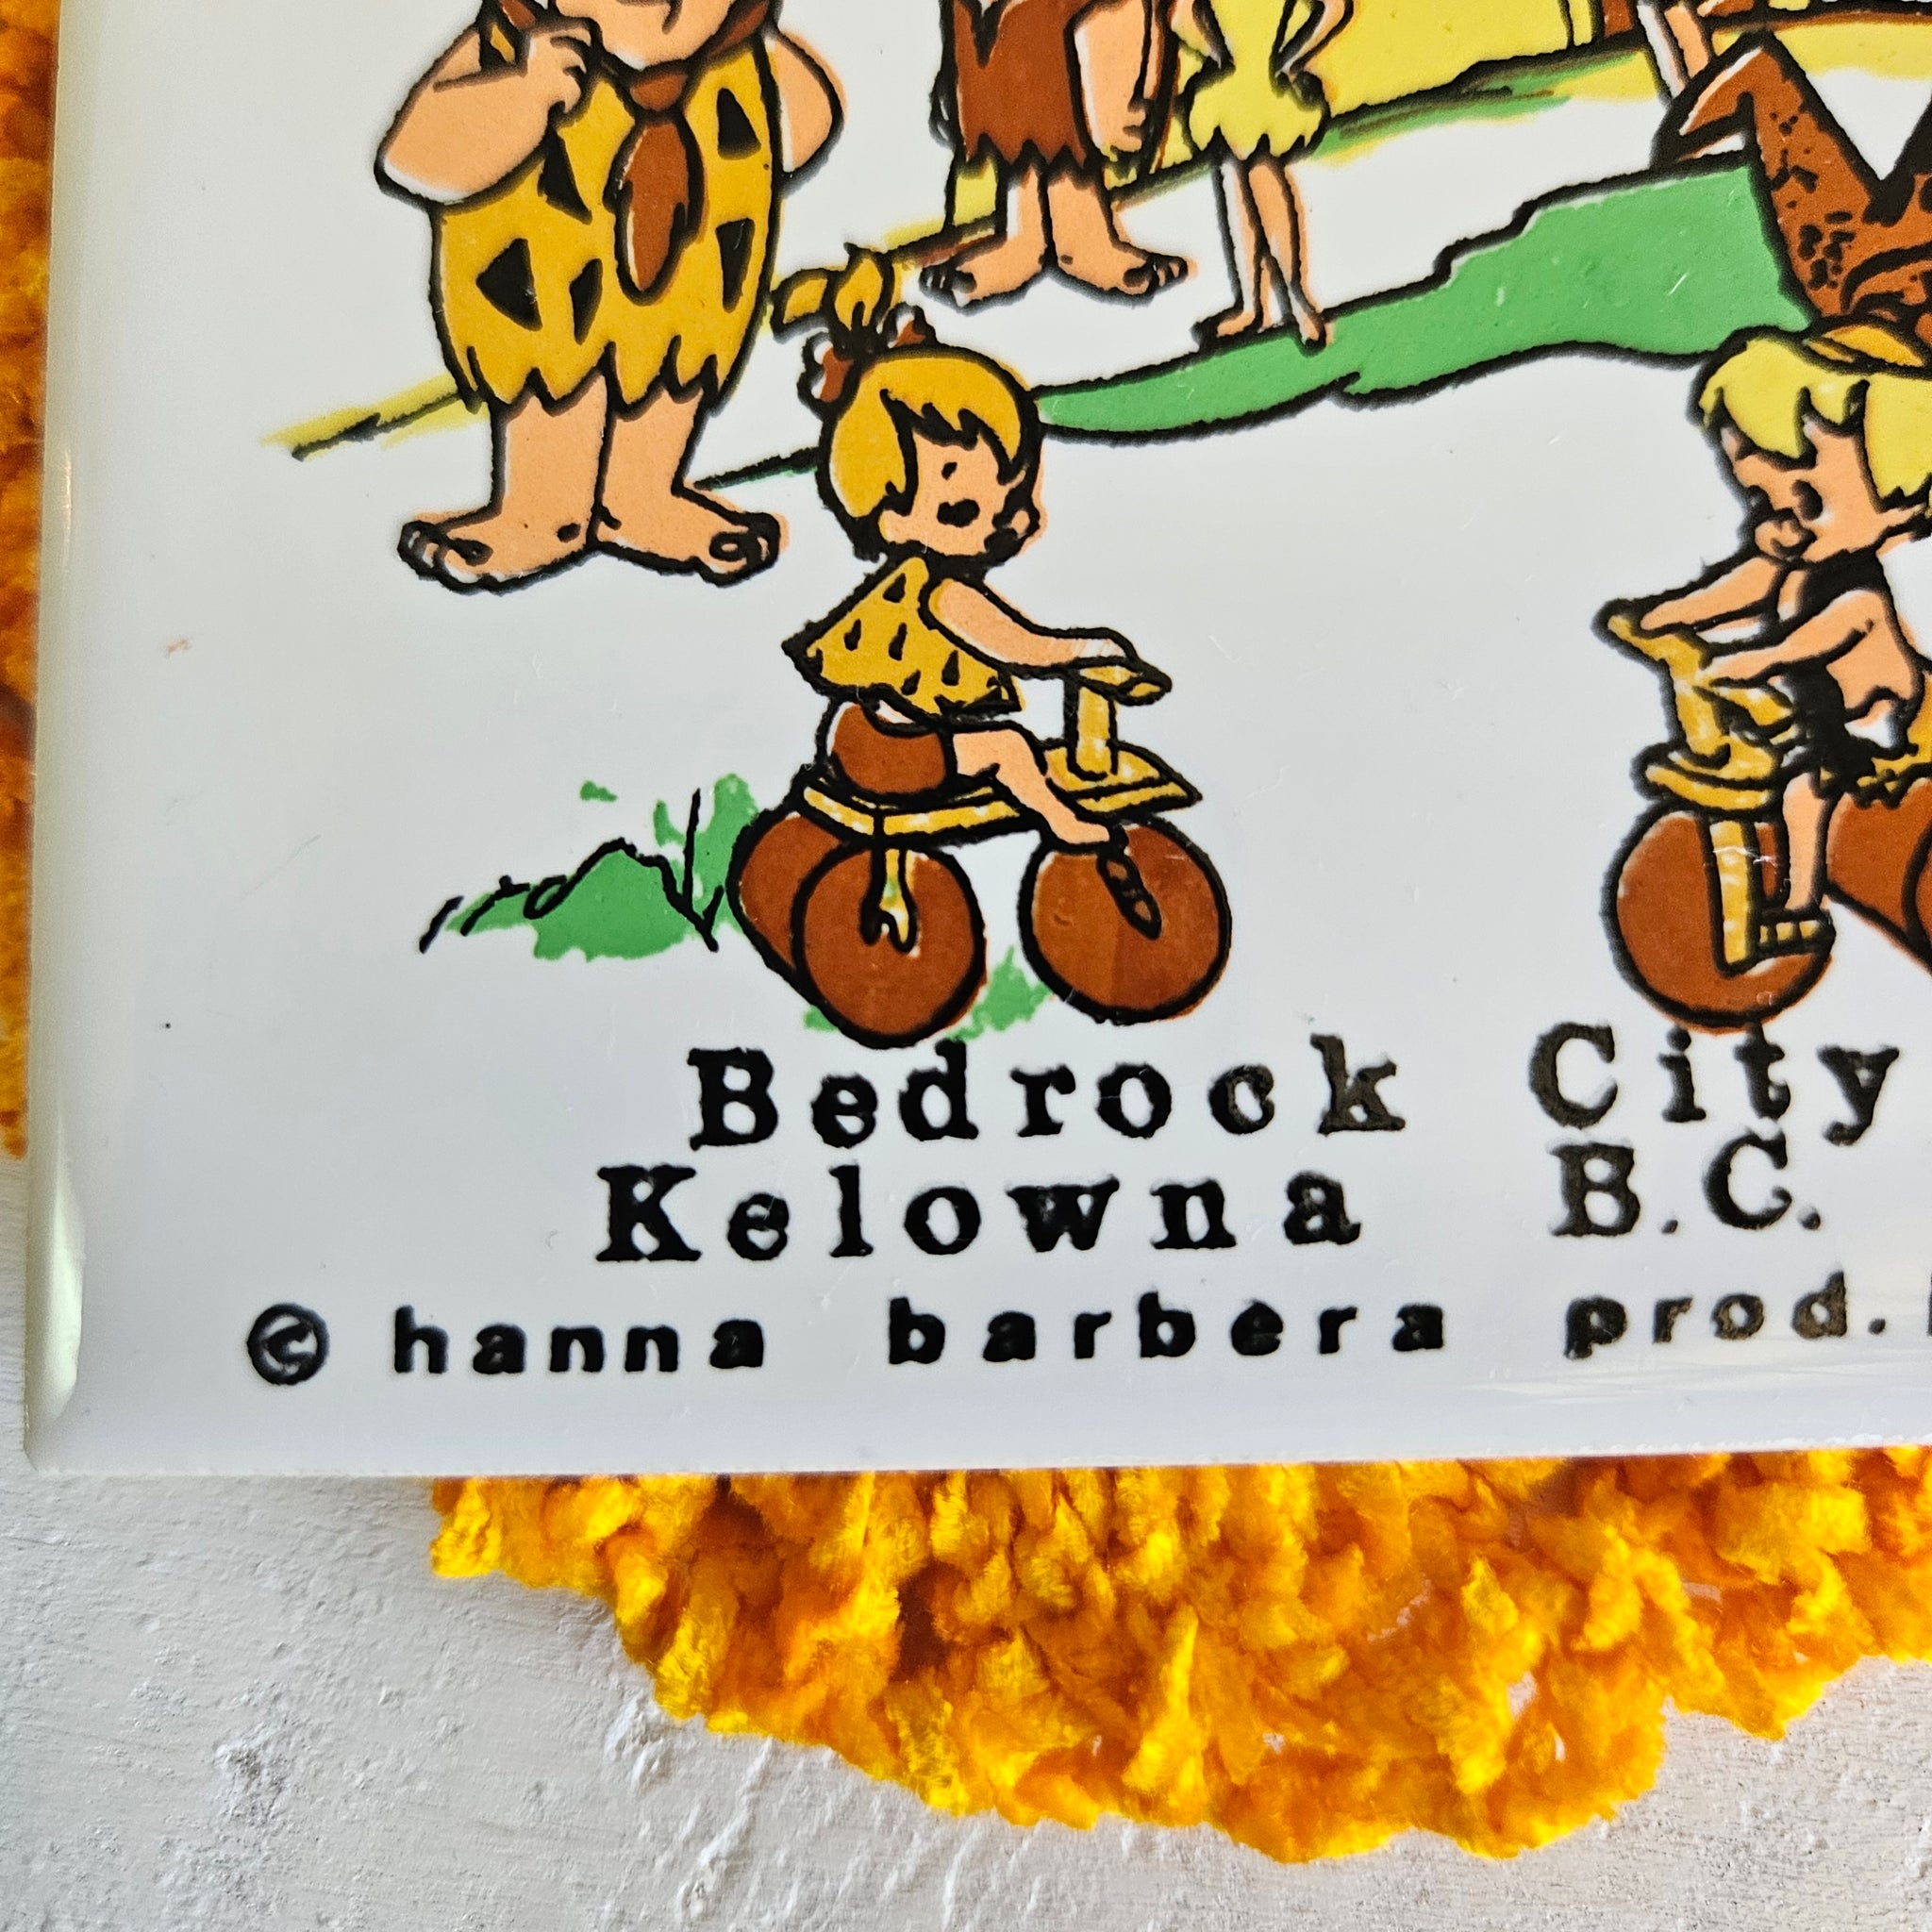 Bedrock City
Kelowna B.C.
© hanna barbera prod.